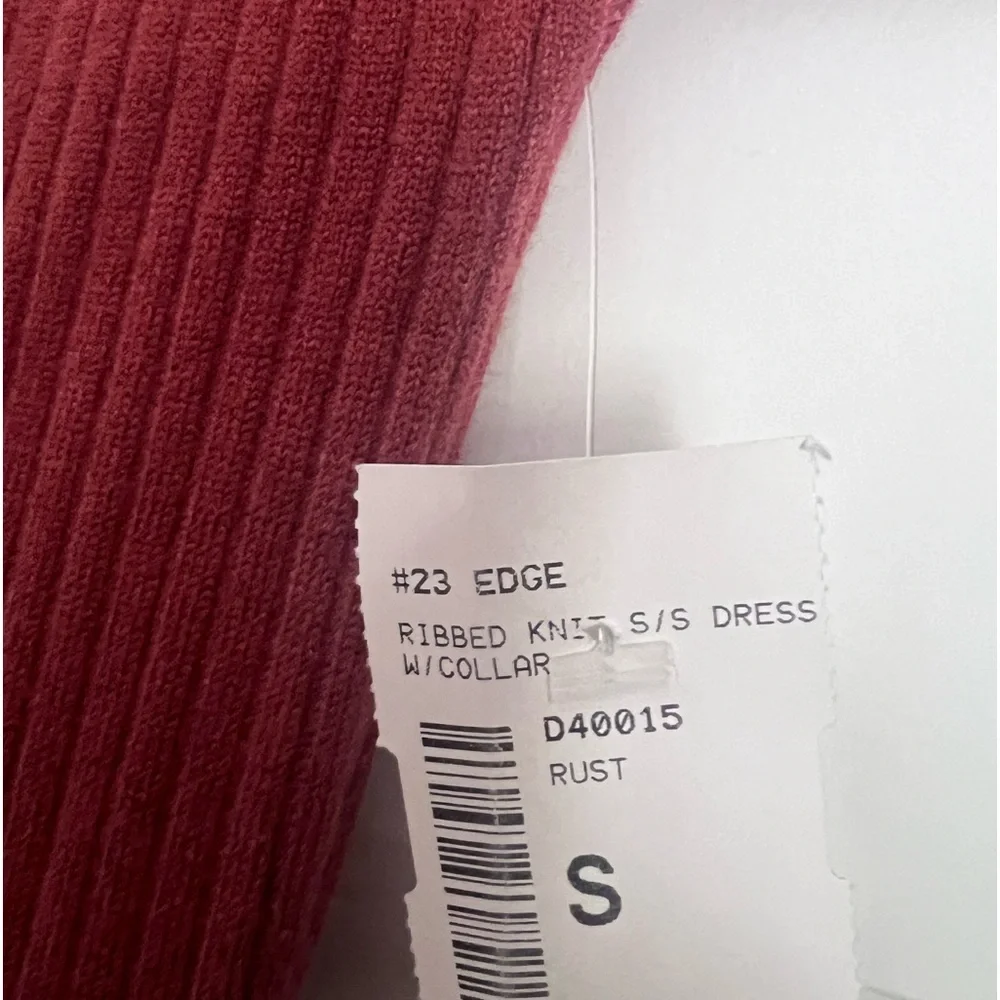 #23 EDGE
RIBBED KNIT S/S DRESS
W/COLLAR
D40015
RUST
S